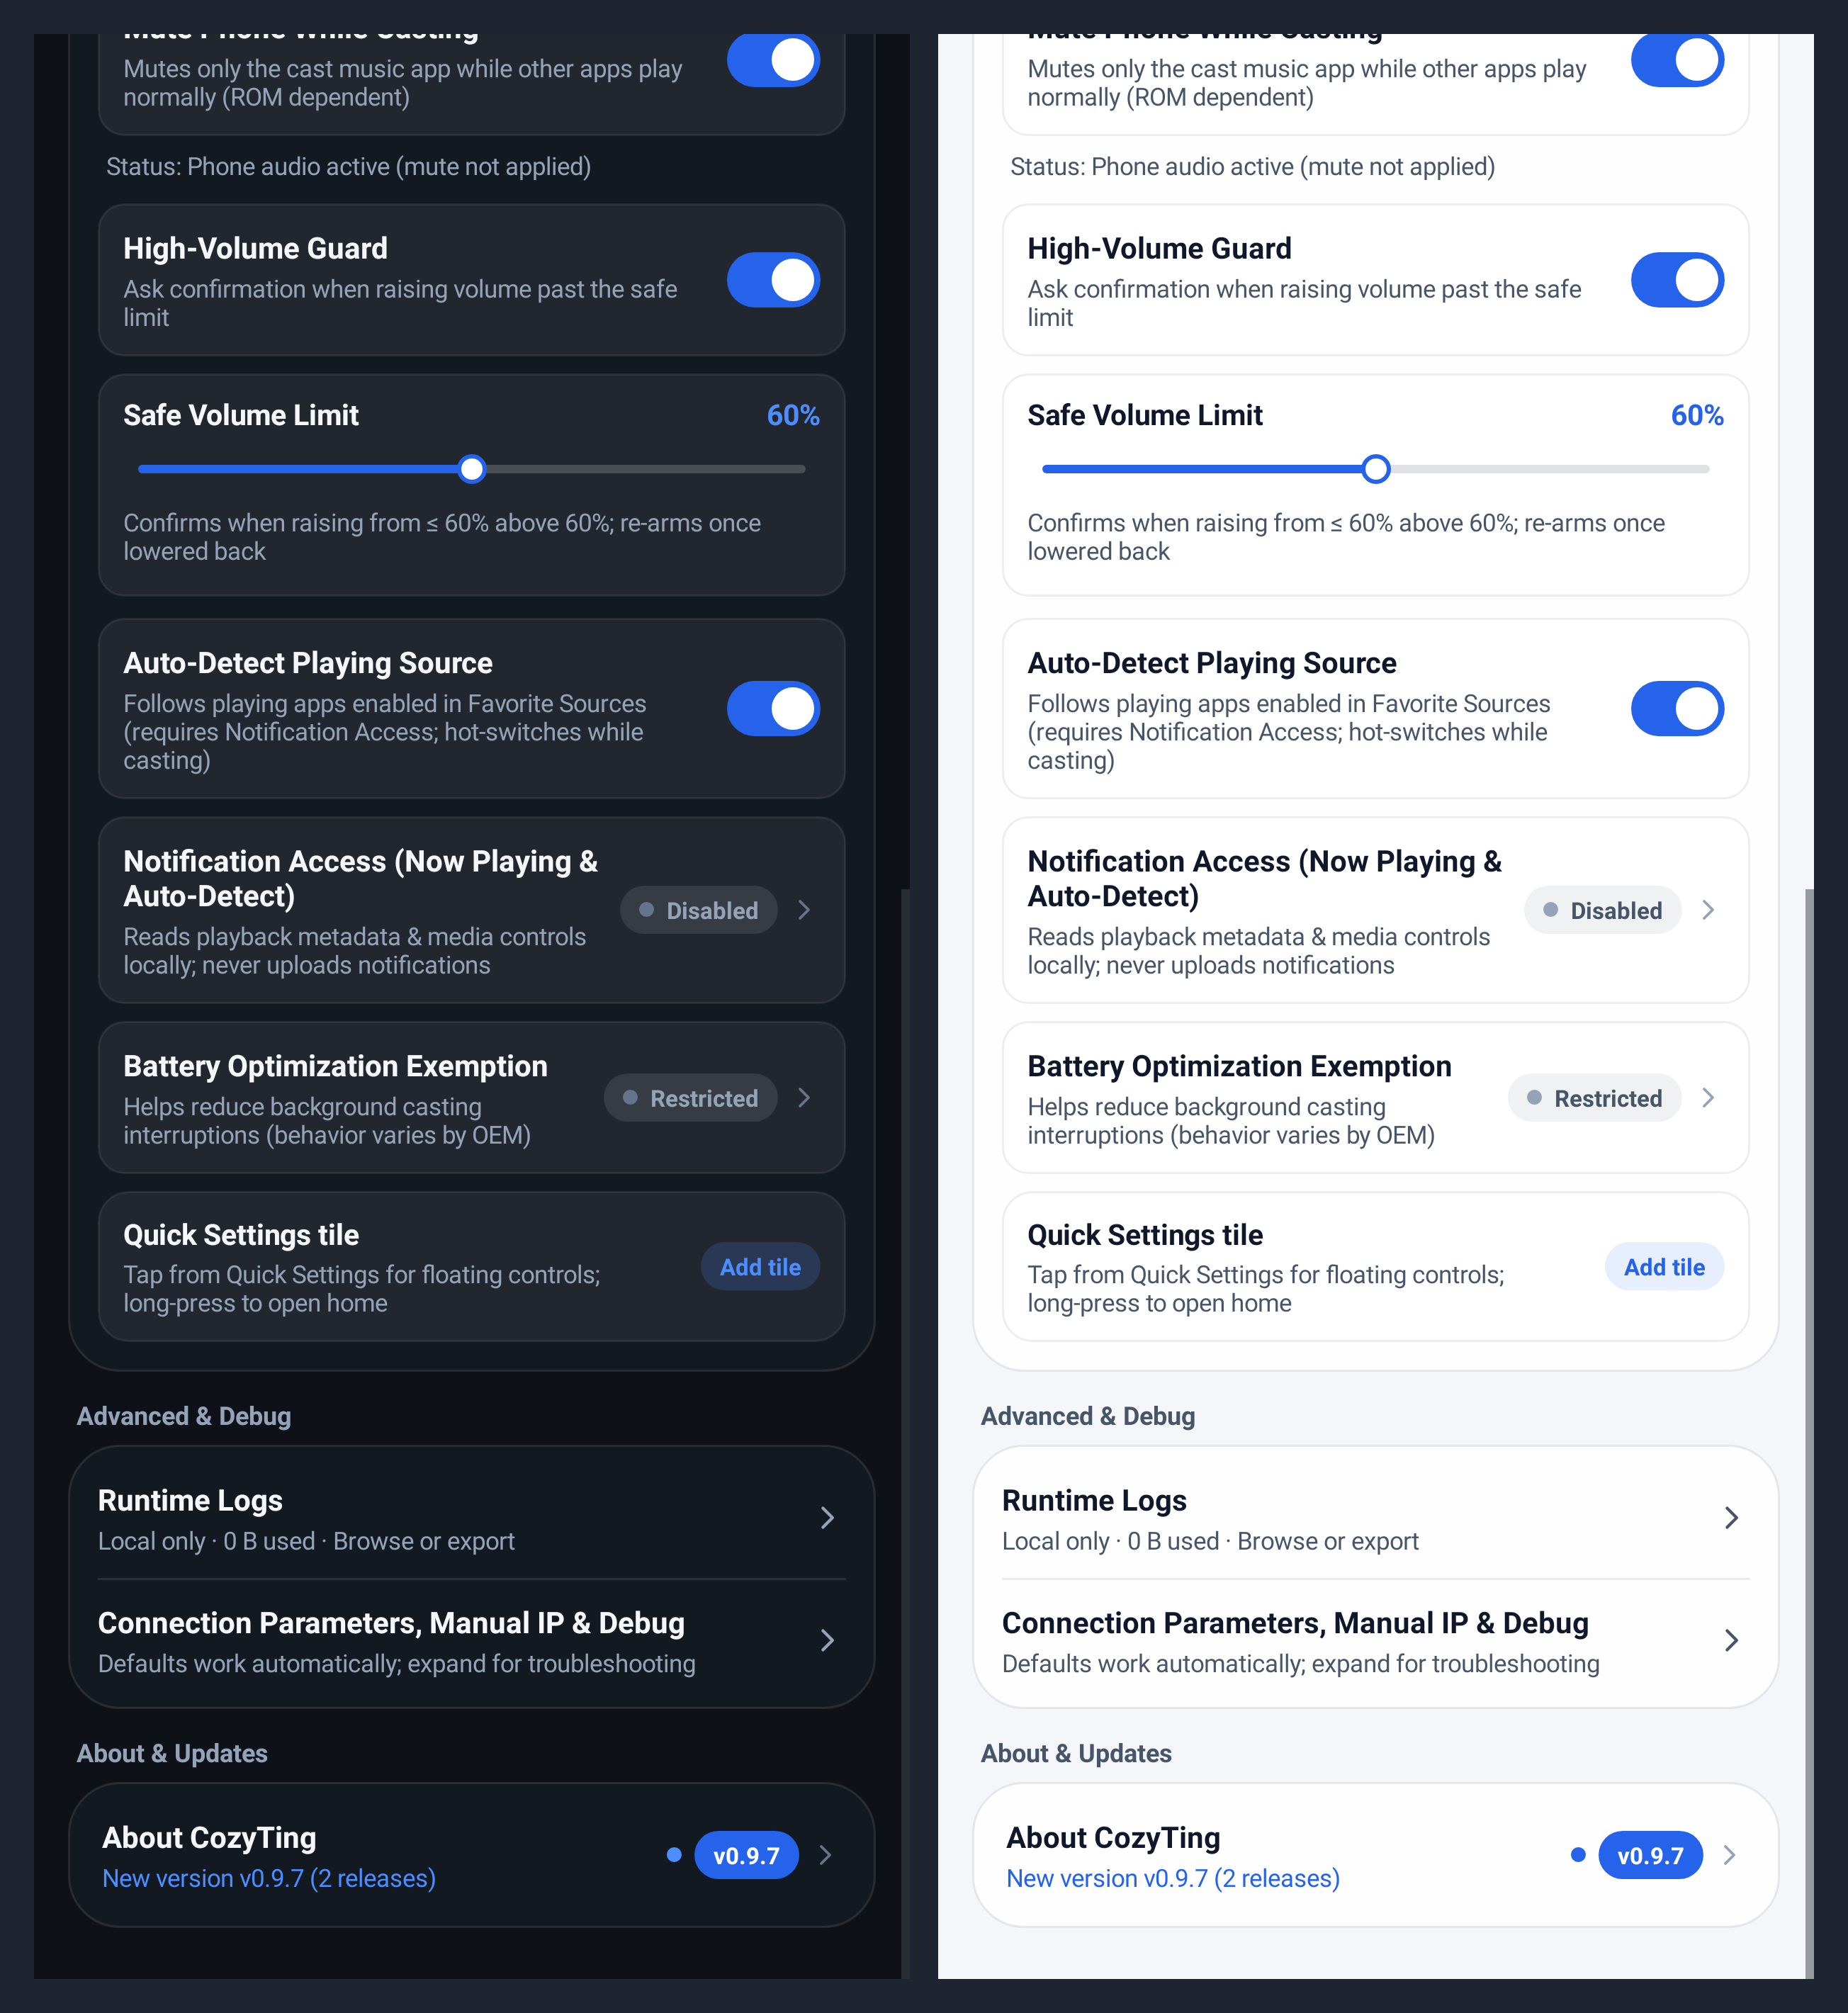 Mute Phone While Casting
Mutes only the cast music app while other apps play
normally (ROM dependent)
Status: Phone audio active (mute not applied)
High-Volume Guard
Ask confirmation when raising volume past the safe
limit
Safe Volume Limit
60%
Confirms when raising from ≤ 60% above 60%; re-arms once
lowered back
Auto-Detect Playing Source
Follows playing apps enabled in Favorite Sources
(requires Notification Access; hot-switches while
casting)
Notification Access (Now Playing &
Auto-Detect)
Disabled
Reads playback metadata & media controls
locally; never uploads notifications
Battery Optimization Exemption
Restricted
Helps reduce background casting
interruptions (behavior varies by OEM)
Quick Settings tile
Add tile
Tap from Quick Settings for floating controls;
long-press to open home
Advanced & Debug
Runtime Logs
Local only · 0 B used · Browse or export
Connection Parameters, Manual IP & Debug
Defaults work automatically; expand for troubleshooting
About & Updates
About CozyTing
v0.9.7
New version v0.9.7 (2 releases)
Mute Phone While Casting
Mutes only the cast music app while other apps play
normally (ROM dependent)
Status: Phone audio active (mute not applied)
High-Volume Guard
Ask confirmation when raising volume past the safe
limit
Safe Volume Limit
60%
Confirms when raising from ≤ 60% above 60%; re-arms once
lowered back
Auto-Detect Playing Source
Follows playing apps enabled in Favorite Sources
(requires Notification Access; hot-switches while
casting)
Notification Access (Now Playing &
Auto-Detect)
Disabled
Reads playback metadata & media controls
locally; never uploads notifications
Battery Optimization Exemption
Restricted
Helps reduce background casting
interruptions (behavior varies by OEM)
Quick Settings tile
Add tile
Tap from Quick Settings for floating controls;
long-press to open home
Advanced & Debug
Runtime Logs
Local only · 0 B used · Browse or export
Connection Parameters, Manual IP & Debug
Defaults work automatically; expand for troubleshooting
About & Updates
About CozyTing
v0.9.7
New version v0.9.7 (2 releases)